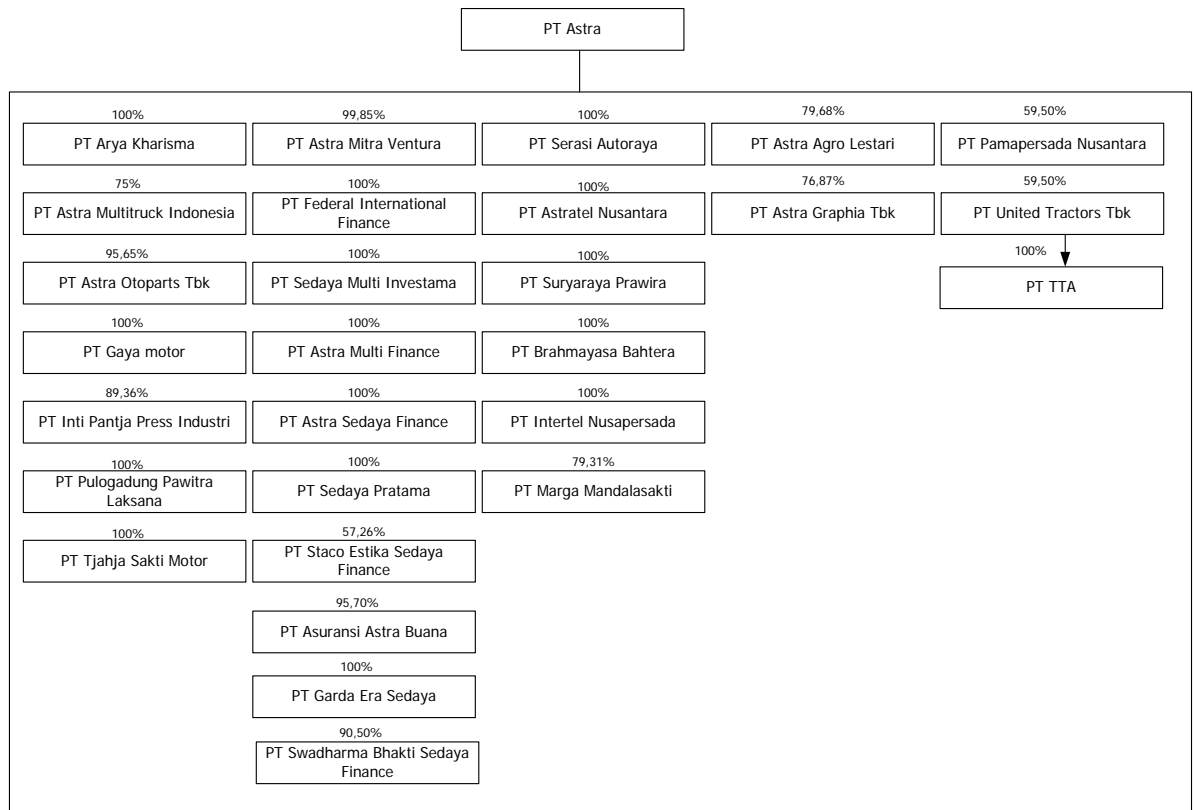 PT Astra
100%
PT Arya Kharisma
99,85%
PT Astra Mitra Ventura
100%
PT Serasi Autoraya
79,68%
PT Astra Agro Lestari
59,50%
PT Pamapersada Nusantara
75%
PT Astra Multitruck Indonesia
100%
PT Federal International
Finance
100%
PT Astratel Nusantara
76,87%
PT Astra Graphia Tbk
59,50%
PT United Tractors Tbk
95,65%
PT Astra Otoparts Tbk
100%
PT Sedaya Multi Investama
100%
PT Suryaraya Prawira
100%
PT TTA
100%
PT Gaya motor
100%
PT Astra Multi Finance
100%
PT Brahmayasa Bahtera
89,36%
PT Inti Pantja Press Industri
100%
PT Astra Sedaya Finance
100%
PT Intertel Nusapersada
100%
PT Pulogadung Pawitra
Laksana
100%
PT Sedaya Pratama
79,31%
PT Marga Mandalasakti
100%
PT Tjahja Sakti Motor
57,26%
PT Staco Estika Sedaya
Finance
95,70%
PT Asuransi Astra Buana
100%
PT Garda Era Sedaya
90,50%
PT Swadharma Bhakti Sedaya
Finance